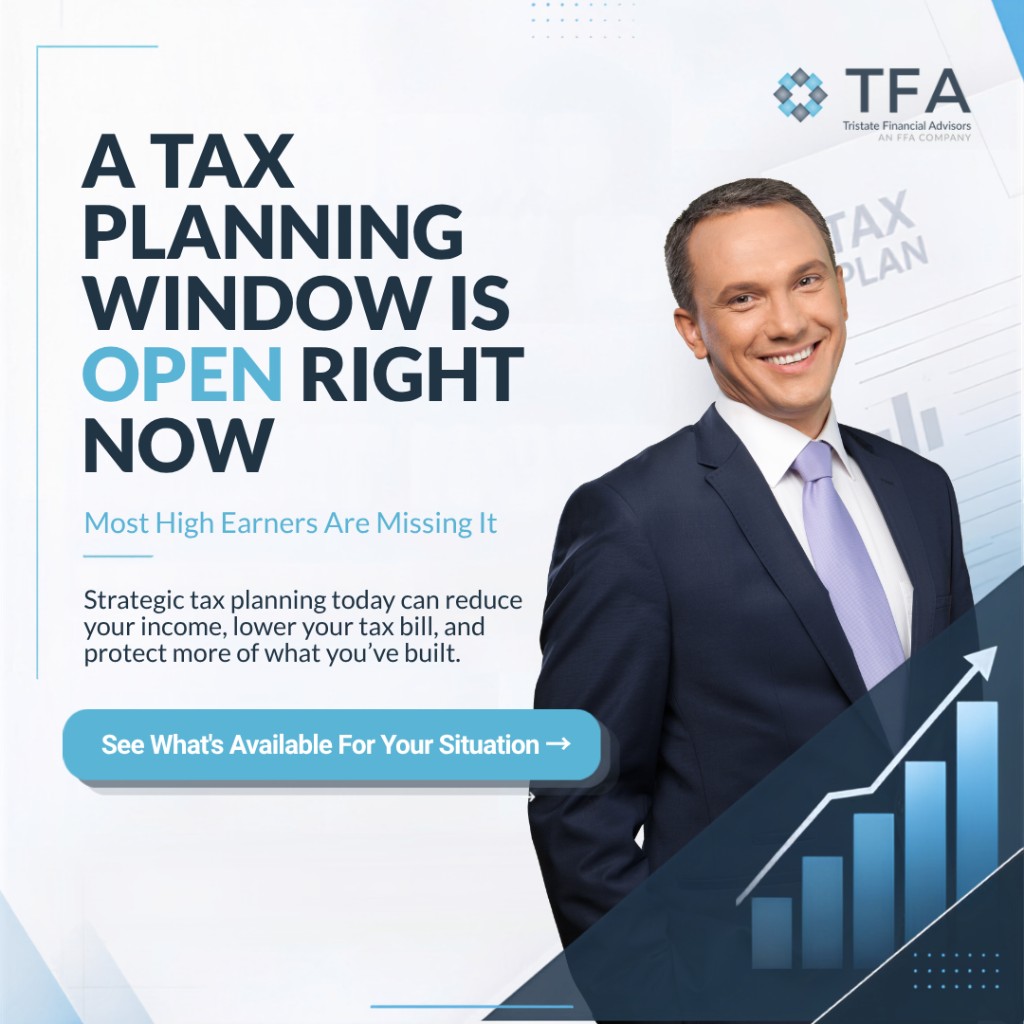 TFA
Tristate Financial Advisors
AN FFA COMPANY
A TAX
PLANNING
WINDOW IS
OPEN RIGHT
NOW
TAX
PLAN
Most High Earners Are Missing It
Strategic tax planning today can reduce
your income, lower your tax bill, and
protect more of what you’ve built.
See What's Available For Your Situation →